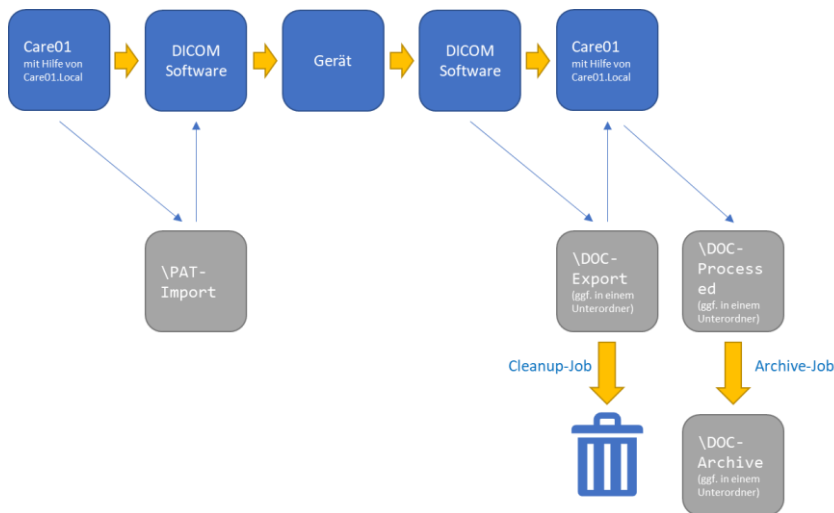 Care01
mit Hilfe von
Care01.Local
DICOM
Software
Gerät
DICOM
Software
Care01
mit Hilfe von
Care01.Local
\PAT-
Import
\DOC-
Export
(ggf. in einem
Unterordner)
\DOC-
Process
ed
(ggf. in einem
Unterordner)
Cleanup-Job
Archive-Job
\DOC-
Archive
(ggf. in einem
Unterordner)